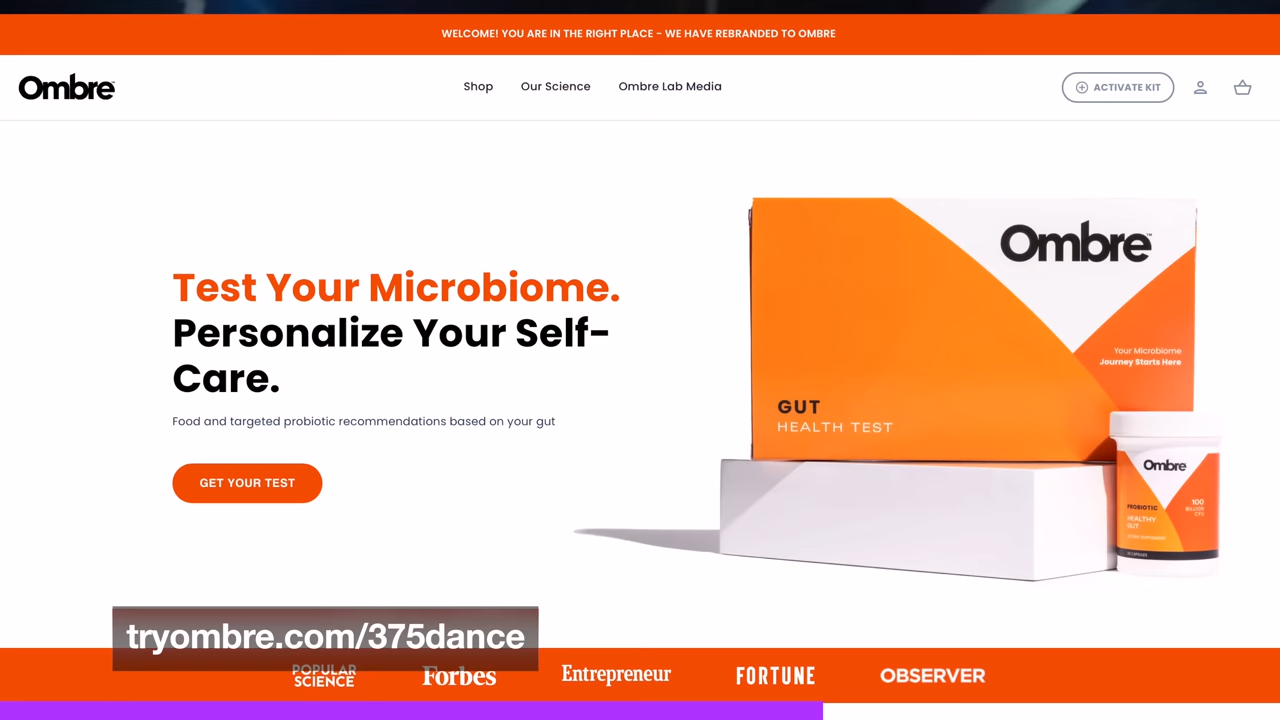 WELCOME! YOU ARE IN THE RIGHT PLACE - WE HAVE REBRANDED TO OMBRE
Ombre
Shop
Our Science
Ombre Lab Media
ACTIVATE KIT
Test Your Microbiome.
Personalize Your Self-
Care.
Food and targeted probiotic recommendations based on your gut
GET YOUR TEST
Ombre™
Your Microbiome
Journey Starts Here
GUT
HEALTH TEST
Ombre
PROBIOTIC
100
BILLION
CFU
HEALTHY
GUT
tryombre.com/375dance
POPULAR
SCIENCE
Forbes
Entrepreneur
FORTUNE
OBSERVER